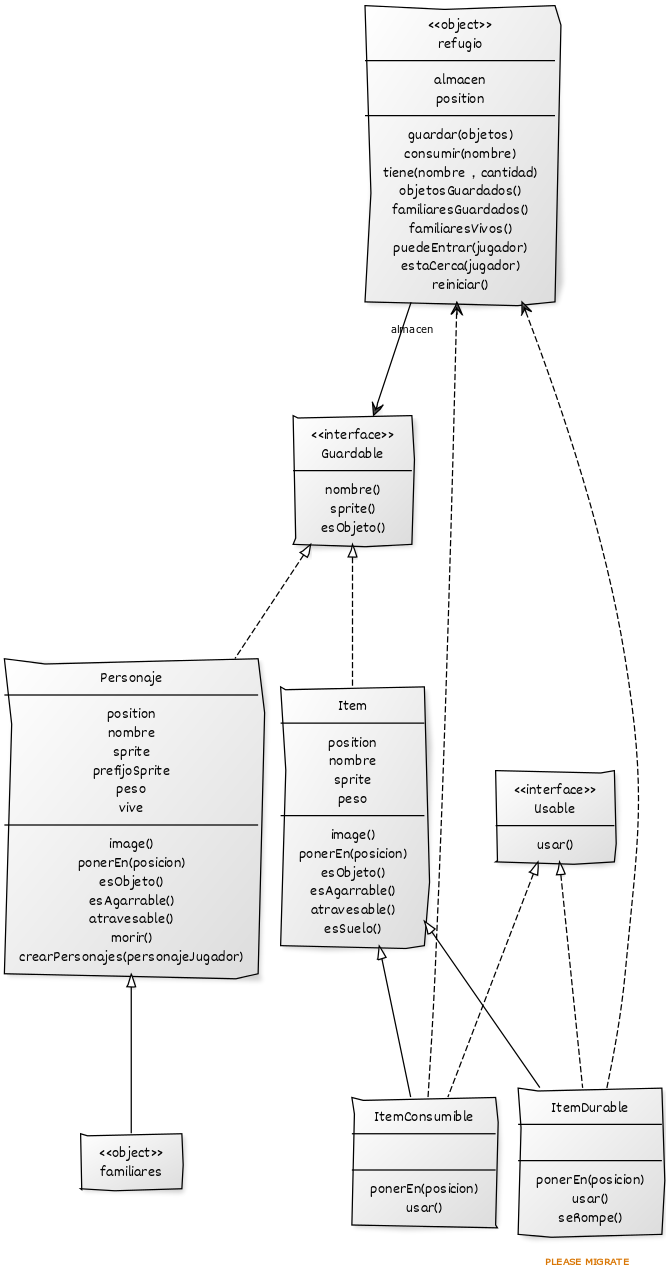 <<object>>
refugio
almacen
position
guardar(objetos)
consumir(nombre)
tiene(nombre , cantidad)
objetosGuardados()
familiaresGuardados()
familiaresVivos()
puedeEntrar(jugador)
estaCerca(jugador)
reiniciar()
almacen
<<interface>>
Guardable
nombre()
sprite()
esObjeto()
Personaje
position
nombre
sprite
prefijoSprite
peso
vive
image()
ponerEn(posicion)
esObjeto()
esAgarrable()
atravesable()
morir()
crearPersonajes(personajeJugador)
Item
position
nombre
sprite
peso
image()
ponerEn(posicion)
esObjeto()
esAgarrable()
atravesable()
esSuelo()
<<interface>>
Usable
usar()
<<object>>
familiares
ItemConsumible
ponerEn(posicion)
usar()
ItemDurable
ponerEn(posicion)
usar()
seRompe()
PLEASE MIGRATE